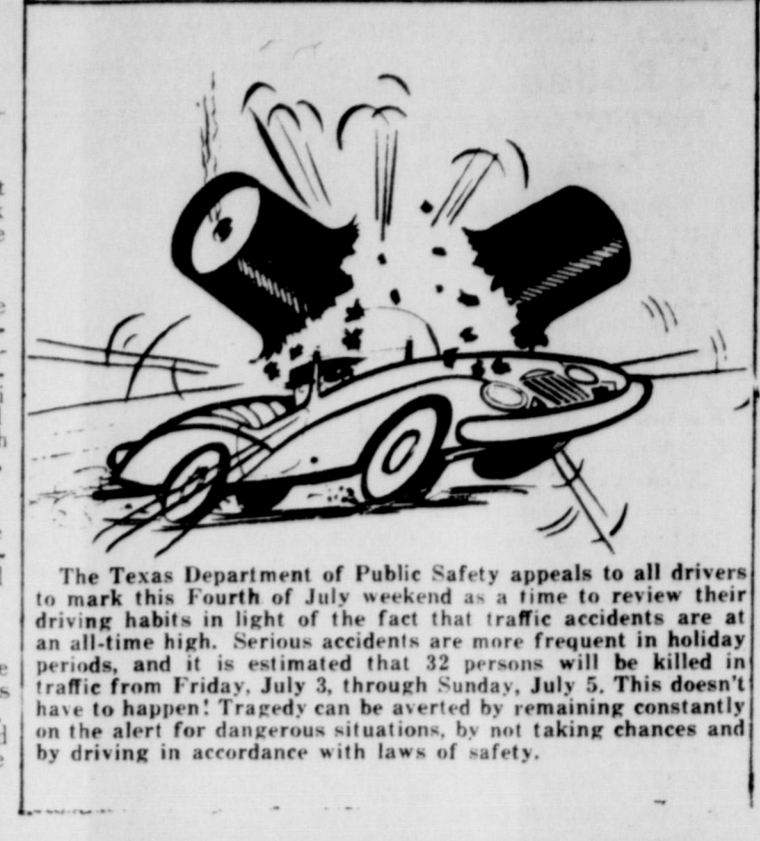 The Texas Department of Public Safety appeals to all drivers
to mark this Fourth of July weekend as a time to review their
driving habits in light of the fact that traffic accidents are at
an all-time high. Serious accidents are more frequent in holiday
periods, and it is estimated that 32 persons will be killed in
traffic from Friday, July 3, through Sunday, July 5. This doesn't
have to happen! Tragedy can be averted by remaining constantly
on the alert for dangerous situations, by not taking chances and
by driving in accordance with laws of safety.